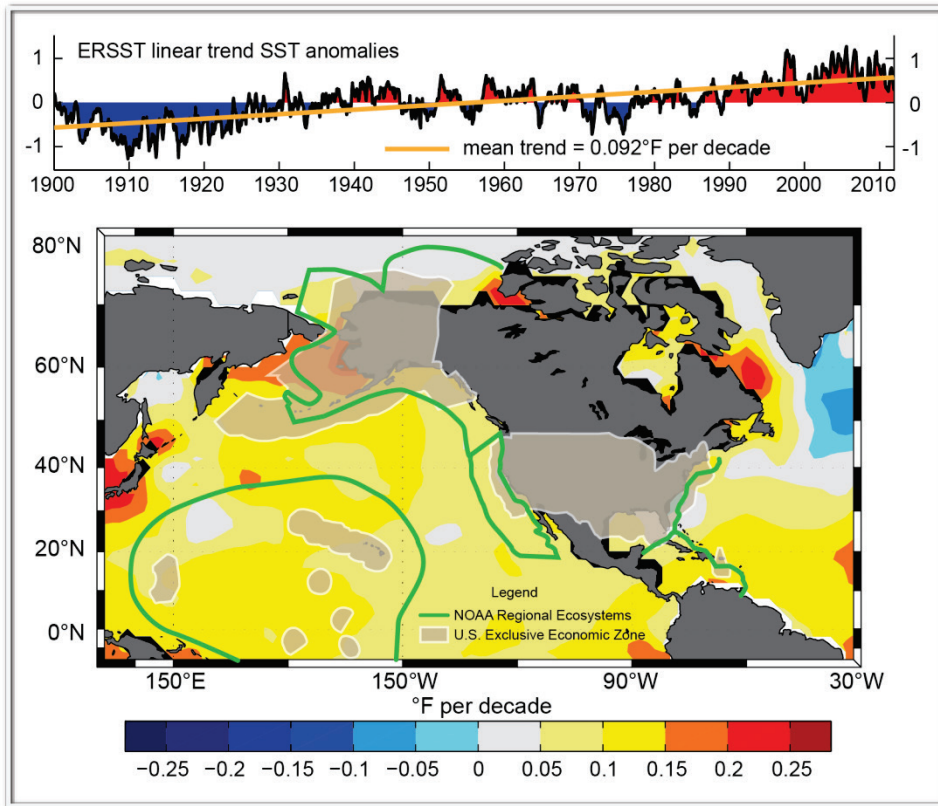 ERSST linear trend SST anomalies
1 1
0 0
-1 -1
mean trend = 0.092°F per decade
1900 1910 1920 1930 1940 1950 1960 1970 1980 1990 2000 2010
80°N
60°N
40°N
20°N
0°N
Legend
NOAA Regional Ecosystems
U.S. Exclusive Economic Zone
150°E 150°W 90°W 30°W
°F per decade
−0.25 −0.2 −0.15 −0.1 −0.05 0 0.05 0.1 0.15 0.2 0.25